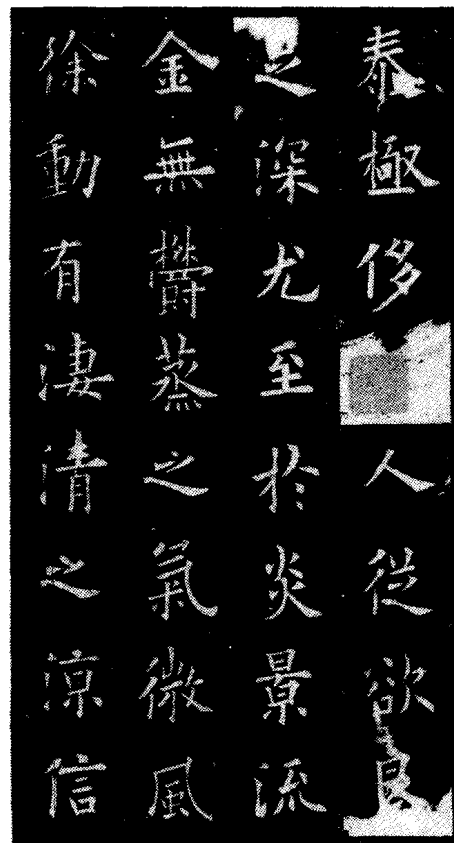 泰極侈人從欲良
足深尤至於炎景流
金無鬱蒸之氣微風
徐動有淒清之涼信